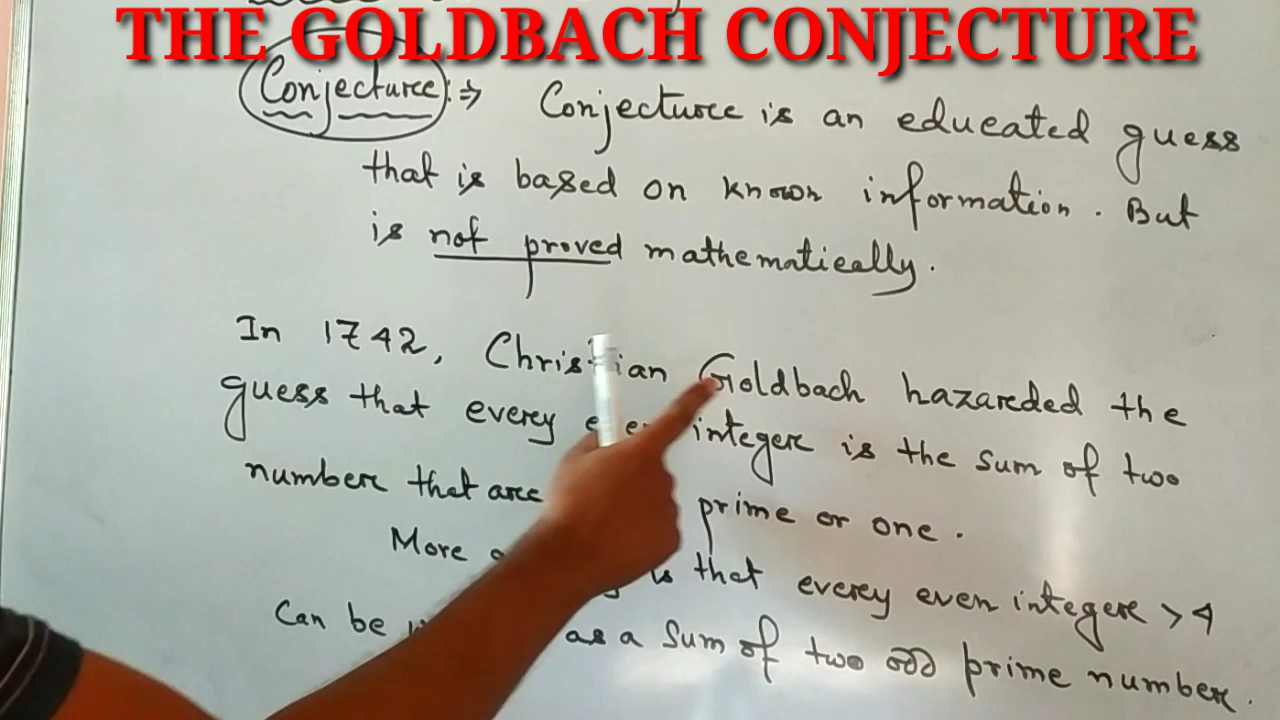 THE GOLDBACH CONJECTURE
Conjecture :⇒ Conjecture is an educated guess
that is based on known information. But
is not proved mathematically.
In 1742, Christian Goldbach hazarded the
guess that every even integer is the sum of two
number that are prime or one.
More is that every even integer > 4
Can be as a sum of two odd prime number.